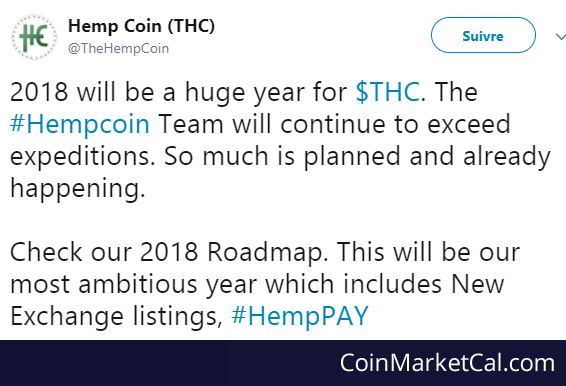 HC
Hemp Coin (THC)
@TheHempCoin
Suivre
2018 will be a huge year for $THC. The
#Hempcoin Team will continue to exceed
expeditions. So much is planned and already
happening.
Check our 2018 Roadmap. This will be our
most ambitious year which includes New
Exchange listings, #HempPAY
CoinMarketCal.com